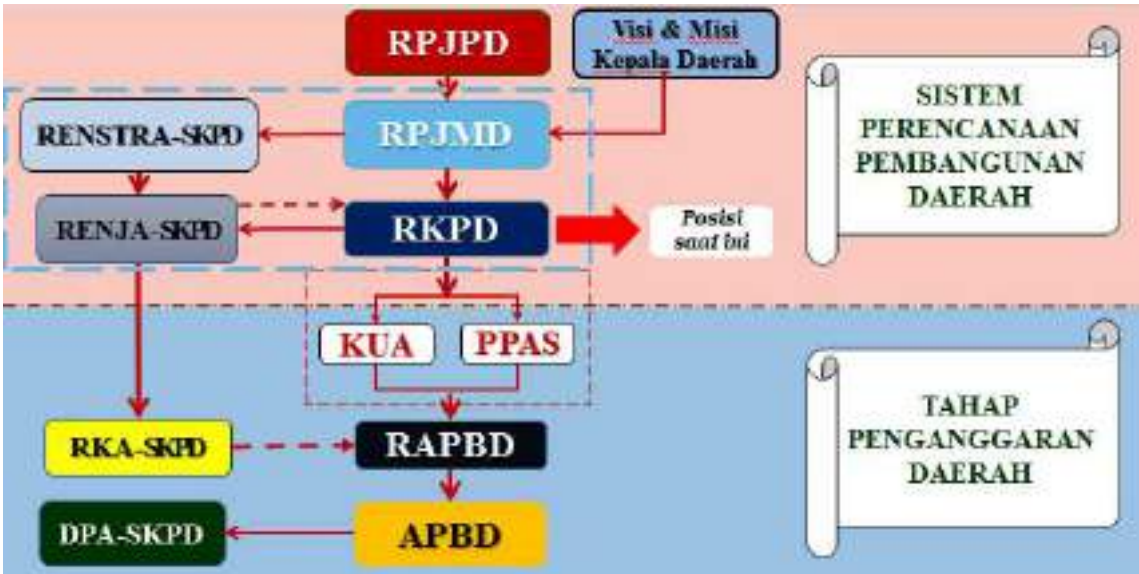 RPJPD
Visi & Misi
Kepala Daerah
SISTEM
PERENCANAAN
PEMBANGUNAN
DAERAH
RENSTRA-SKPD
RPJMD
RENJA-SKPD
RKPD
Posisi
saat ini
KUA
PPAS
TAHAP
PENGANGGARAN
DAERAH
RKA-SKPD
RAPBD
DPA-SKPD
APBD